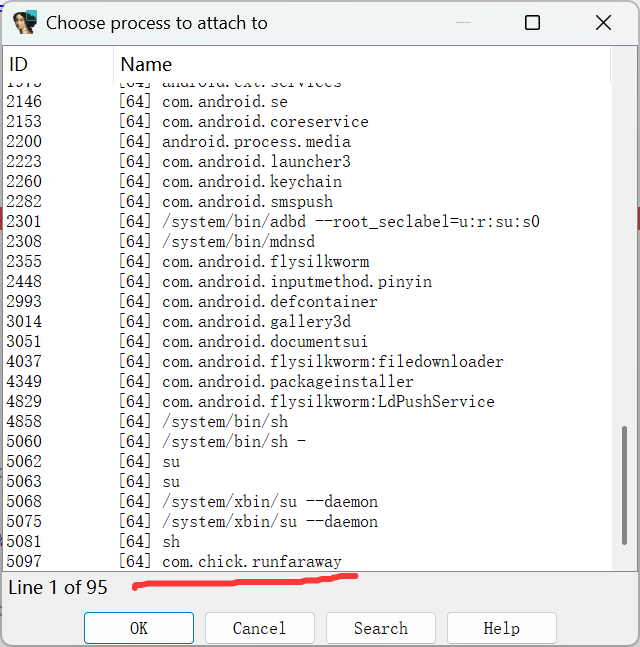 Choose process to attach to
ID Name
1975 [64] android.ext.services
2146 [64] com.android.se
2153 [64] com.android.coreservice
2200 [64] android.process.media
2223 [64] com.android.launcher3
2260 [64] com.android.keychain
2282 [64] com.android.smspush
2301 [64] /system/bin/adbd --root_seclabel=u:r:su:s0
2308 [64] /system/bin/mdnsd
2355 [64] com.android.flysilkworm
2448 [64] com.android.inputmethod.pinyin
2993 [64] com.android.defcontainer
3014 [64] com.android.gallery3d
3051 [64] com.android.documentsui
4037 [64] com.android.flysilkworm:filedownloader
4349 [64] com.android.packageinstaller
4829 [64] com.android.flysilkworm:LdPushService
4858 [64] /system/bin/sh
5060 [64] /system/bin/sh -
5062 [64] su
5063 [64] su
5068 [64] /system/xbin/su --daemon
5075 [64] /system/xbin/su --daemon
5081 [64] sh
5097 [64] com.chick.runfaraway
Line 1 of 95
OK Cancel Search Help